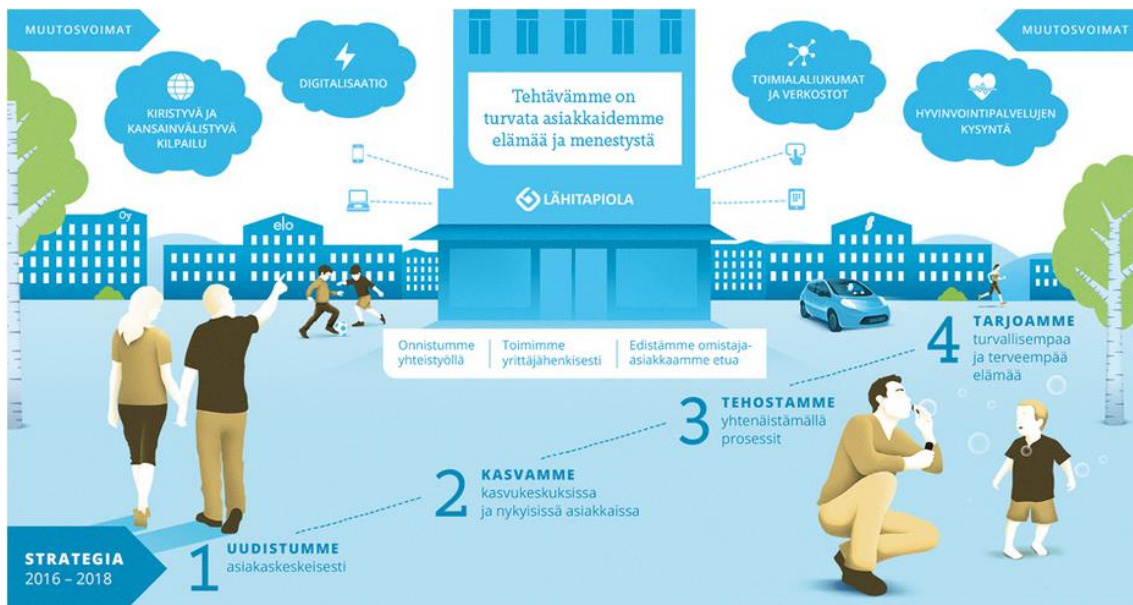 MUUTOSVOIMAT
MUUTOSVOIMAT
KIRISTYVÄ JA
KANSAINVÄLISTYVÄ
KILPAILU
DIGITALISAATIO
TOIMIALALIUKUMAT
JA VERKOSTOT
HYVINVOINTIPALVELUJEN
KYSYNTÄ
Tehtävämme on
turvata asiakkaidemme
elämää ja menestystä
LÄHITAPIOLA
Oy
elo
Onnistumme
yhteistyöllä
Toimimme
yrittäjähenkisesti
Edistämme omistaja-
asiakkaamme etua
STRATEGIA
2016 – 2018
1 UUDISTUMME
asiakaskeskeisesti
2 KASVAMME
kasvukeskuksissa
ja nykyisissä asiakkaissa
3 TEHOSTAMME
yhtenäistämällä
prosessit
4 TARJOAMME
turvallisempaa
ja terveempää
elämää